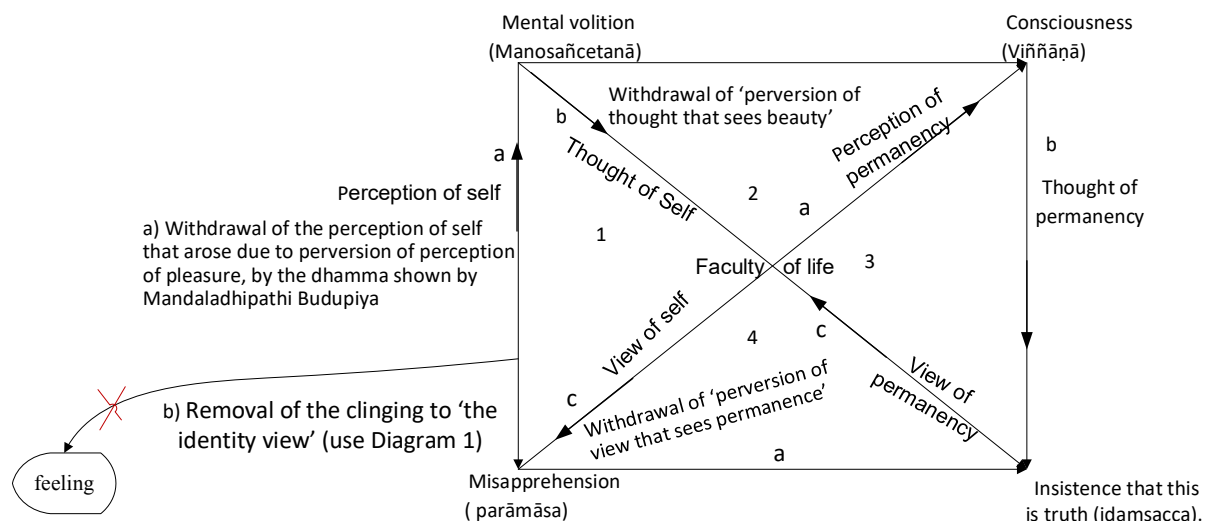 Mental volition
(Manosañcetanā)
Consciousness
(Viññāṇā)
Withdrawal of ‘perversion of
thought that sees beauty’
b
Thought of Self
Perception of
permanency
a
b
Perception of self
2
a
Thought of
permanency
a) Withdrawal of the perception of self
that arose due to perversion of perception
of pleasure, by the dhamma shown by
Mandaladhipathi Budupiya
1
Faculty of life
3
View of self
4
c
View of
permanency
c
Withdrawal of ‘perversion of
view that sees permanence’
b) Removal of the clinging to ‘the
identity view’ (use Diagram 1)
a
feeling
Misapprehension
( parāmāsa)
Insistence that this
is truth (idamsacca).